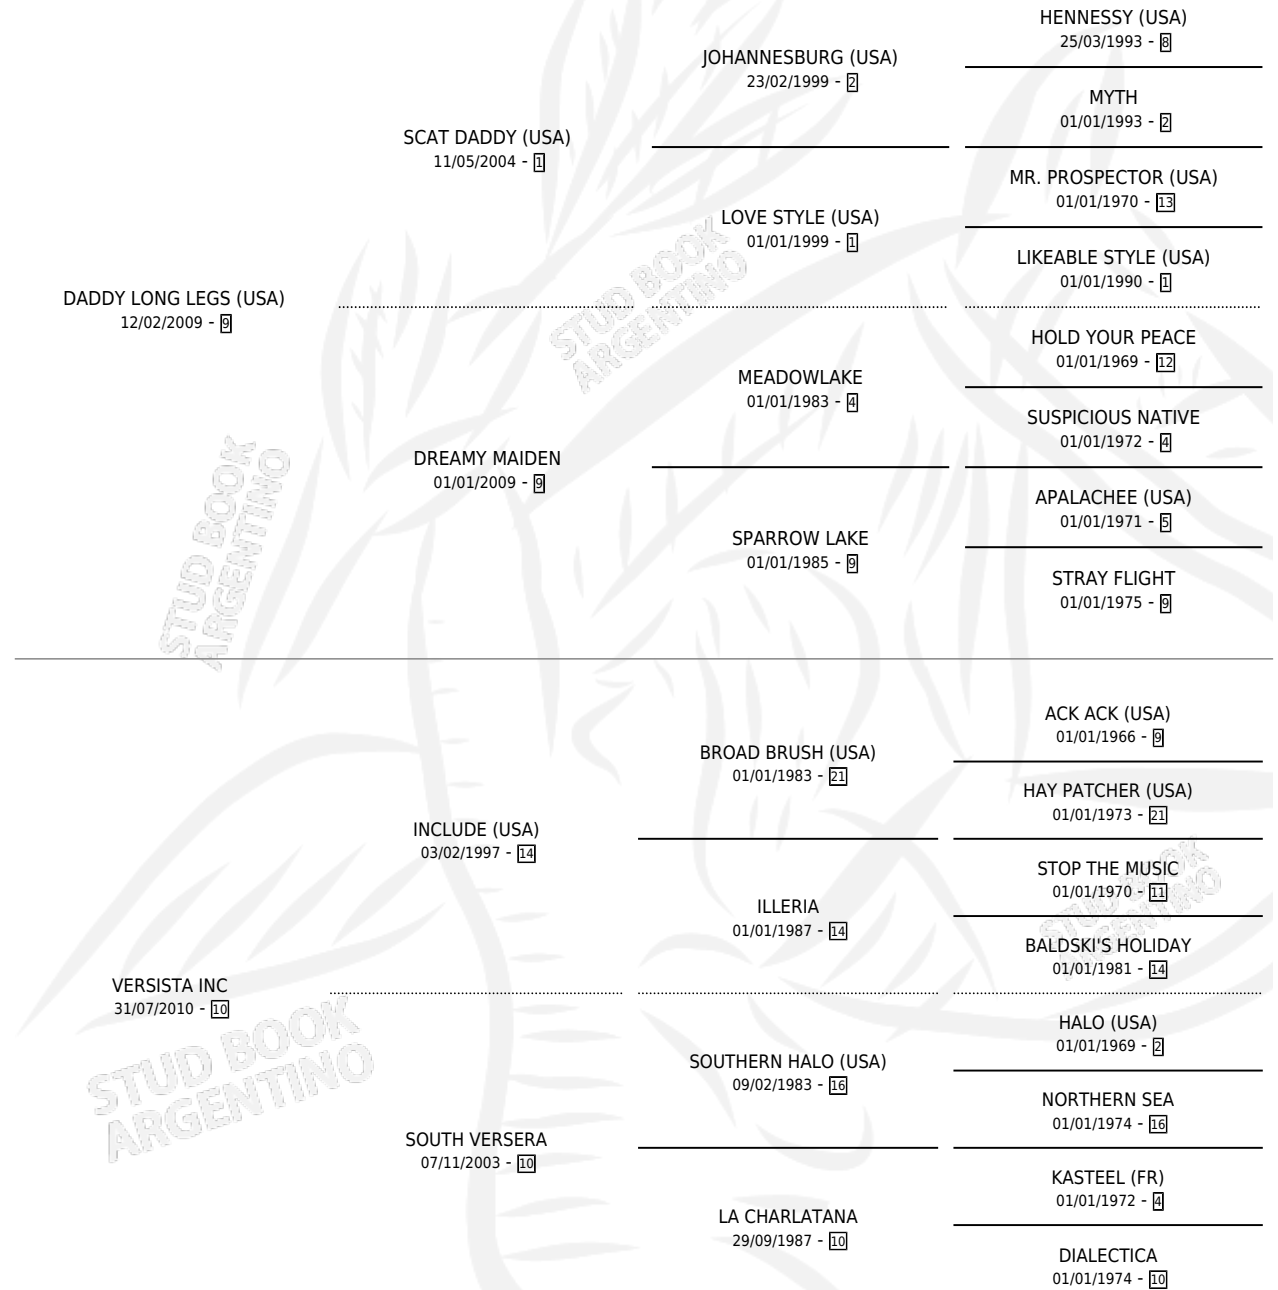 HENNESSY (USA)
25/03/1993 - 8
JOHANNESBURG (USA)
23/02/1999 - 2
MYTH
01/01/1993 - 2
SCAT DADDY (USA)
11/05/2004 - 1
MR. PROSPECTOR (USA)
01/01/1970 - 13
LOVE STYLE (USA)
01/01/1999 - 1
LIKEABLE STYLE (USA)
01/01/1990 - 1
DADDY LONG LEGS (USA)
12/02/2009 - 9
HOLD YOUR PEACE
01/01/1969 - 12
MEADOWLAKE
01/01/1983 - 4
SUSPICIOUS NATIVE
01/01/1972 - 4
DREAMY MAIDEN
01/01/2009 - 9
APALACHEE (USA)
01/01/1971 - 5
SPARROW LAKE
01/01/1985 - 9
STRAY FLIGHT
01/01/1975 - 9
ACK ACK (USA)
01/01/1966 - 9
BROAD BRUSH (USA)
01/01/1983 - 21
HAY PATCHER (USA)
01/01/1973 - 21
INCLUDE (USA)
03/02/1997 - 14
STOP THE MUSIC
01/01/1970 - 11
ILLERIA
01/01/1987 - 14
BALDSKI'S HOLIDAY
01/01/1981 - 14
VERSISTA INC
31/07/2010 - 10
HALO (USA)
01/01/1969 - 2
SOUTHERN HALO (USA)
09/02/1983 - 16
NORTHERN SEA
01/01/1974 - 16
SOUTH VERSERA
07/11/2003 - 10
KASTEEL (FR)
01/01/1972 - 4
LA CHARLATANA
29/09/1987 - 10
DIALECTICA
01/01/1974 - 10
STUD BOOK
ARGENTINO
STUD BOOK
ARGENTINO
STUD BOOK
ARGENTINO
STUD BOOK
ARGENTINO